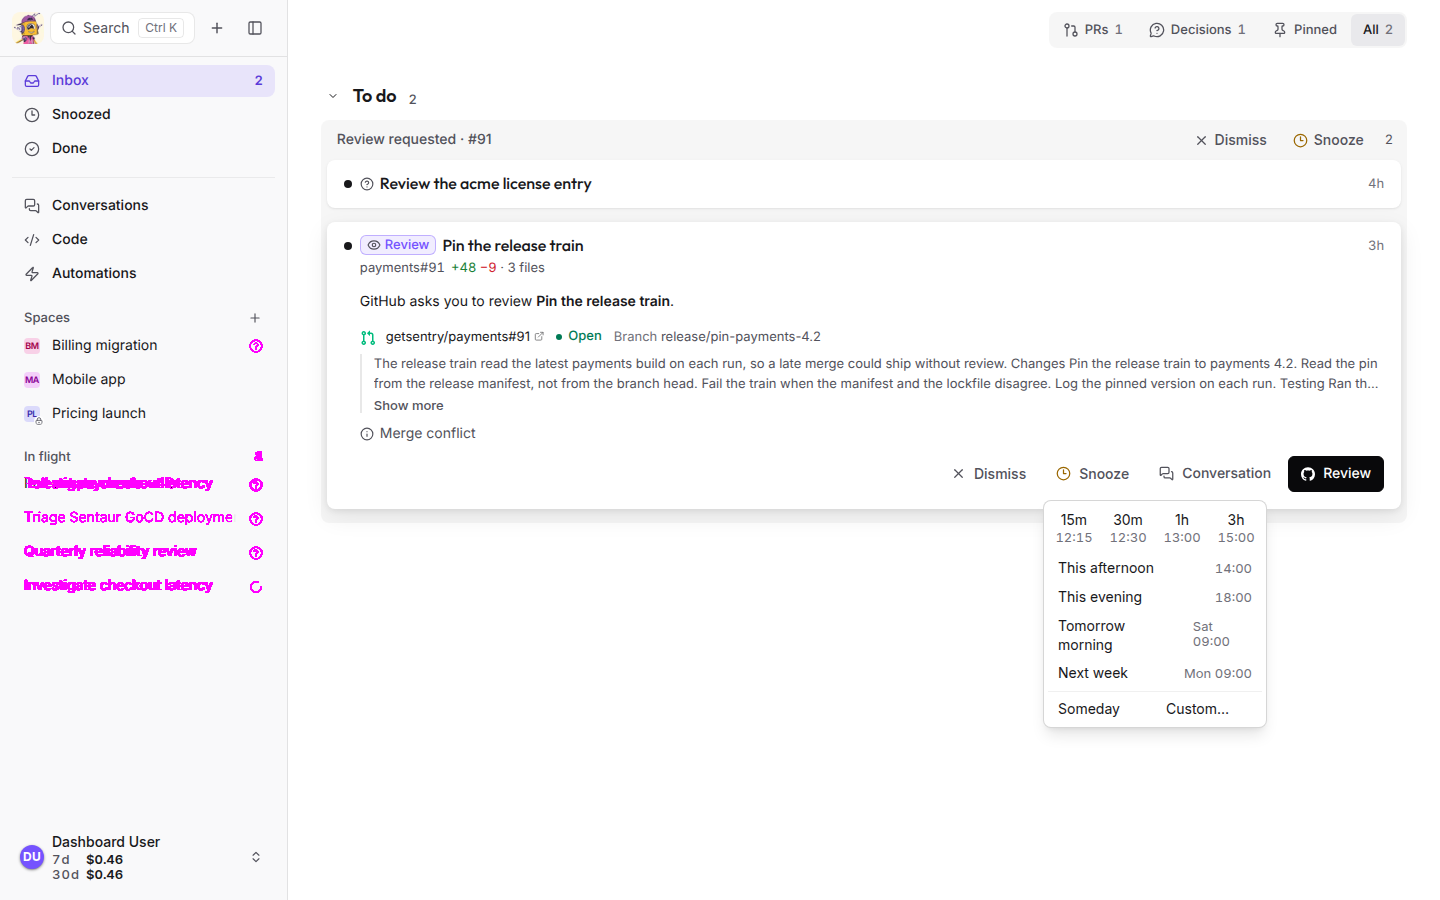 Search Ctrl K
Inbox 2
Snoozed
Done
Conversations
Code
Automations
Spaces
BM Billing migration
MA Mobile app
PL Pricing launch
In flight
Triage Sentaur GoCD deployme
Quarterly reliability review
Investigate checkout latency
DU Dashboard User
7d $0.46
30d $0.46
PRs 1 Decisions 1 Pinned All 2
To do 2
Review requested · #91 Dismiss Snooze 2
Review the acme license entry 4h
Review Pin the release train 3h
payments#91 +48 −9 · 3 files
GitHub asks you to review Pin the release train.
getsentry/payments#91 Open Branch release/pin-payments-4.2
The release train read the latest payments build on each run, so a late merge could ship without review. Changes Pin the release train to payments 4.2. Read the pin
from the release manifest, not from the branch head. Fail the train when the manifest and the lockfile disagree. Log the pinned version on each run. Testing Ran th...
Show more
Merge conflict
Dismiss Snooze Conversation Review
15m 30m 1h 3h
12:15 12:30 13:00 15:00
This afternoon 14:00
This evening 18:00
Tomorrow morning Sat 09:00
Next week Mon 09:00
Someday Custom...